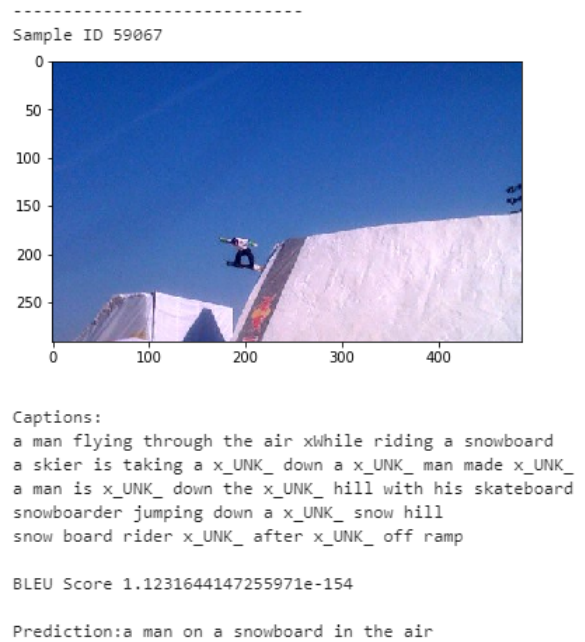 ------------------------------
Sample ID 59067
0
50
100
150
200
250
0 100 200 300 400
Captions:
a man flying through the air xWhile riding a snowboard
a skier is taking a x_UNK_ down a x_UNK_ man made x_UNK_
a man is x_UNK_ down the x_UNK_ hill with his skateboard
snowboarder jumping down a x_UNK_ snow hill
snow board rider x_UNK_ after x_UNK_ off ramp
BLEU Score 1.1231644147255971e-154
Prediction:a man on a snowboard in the air